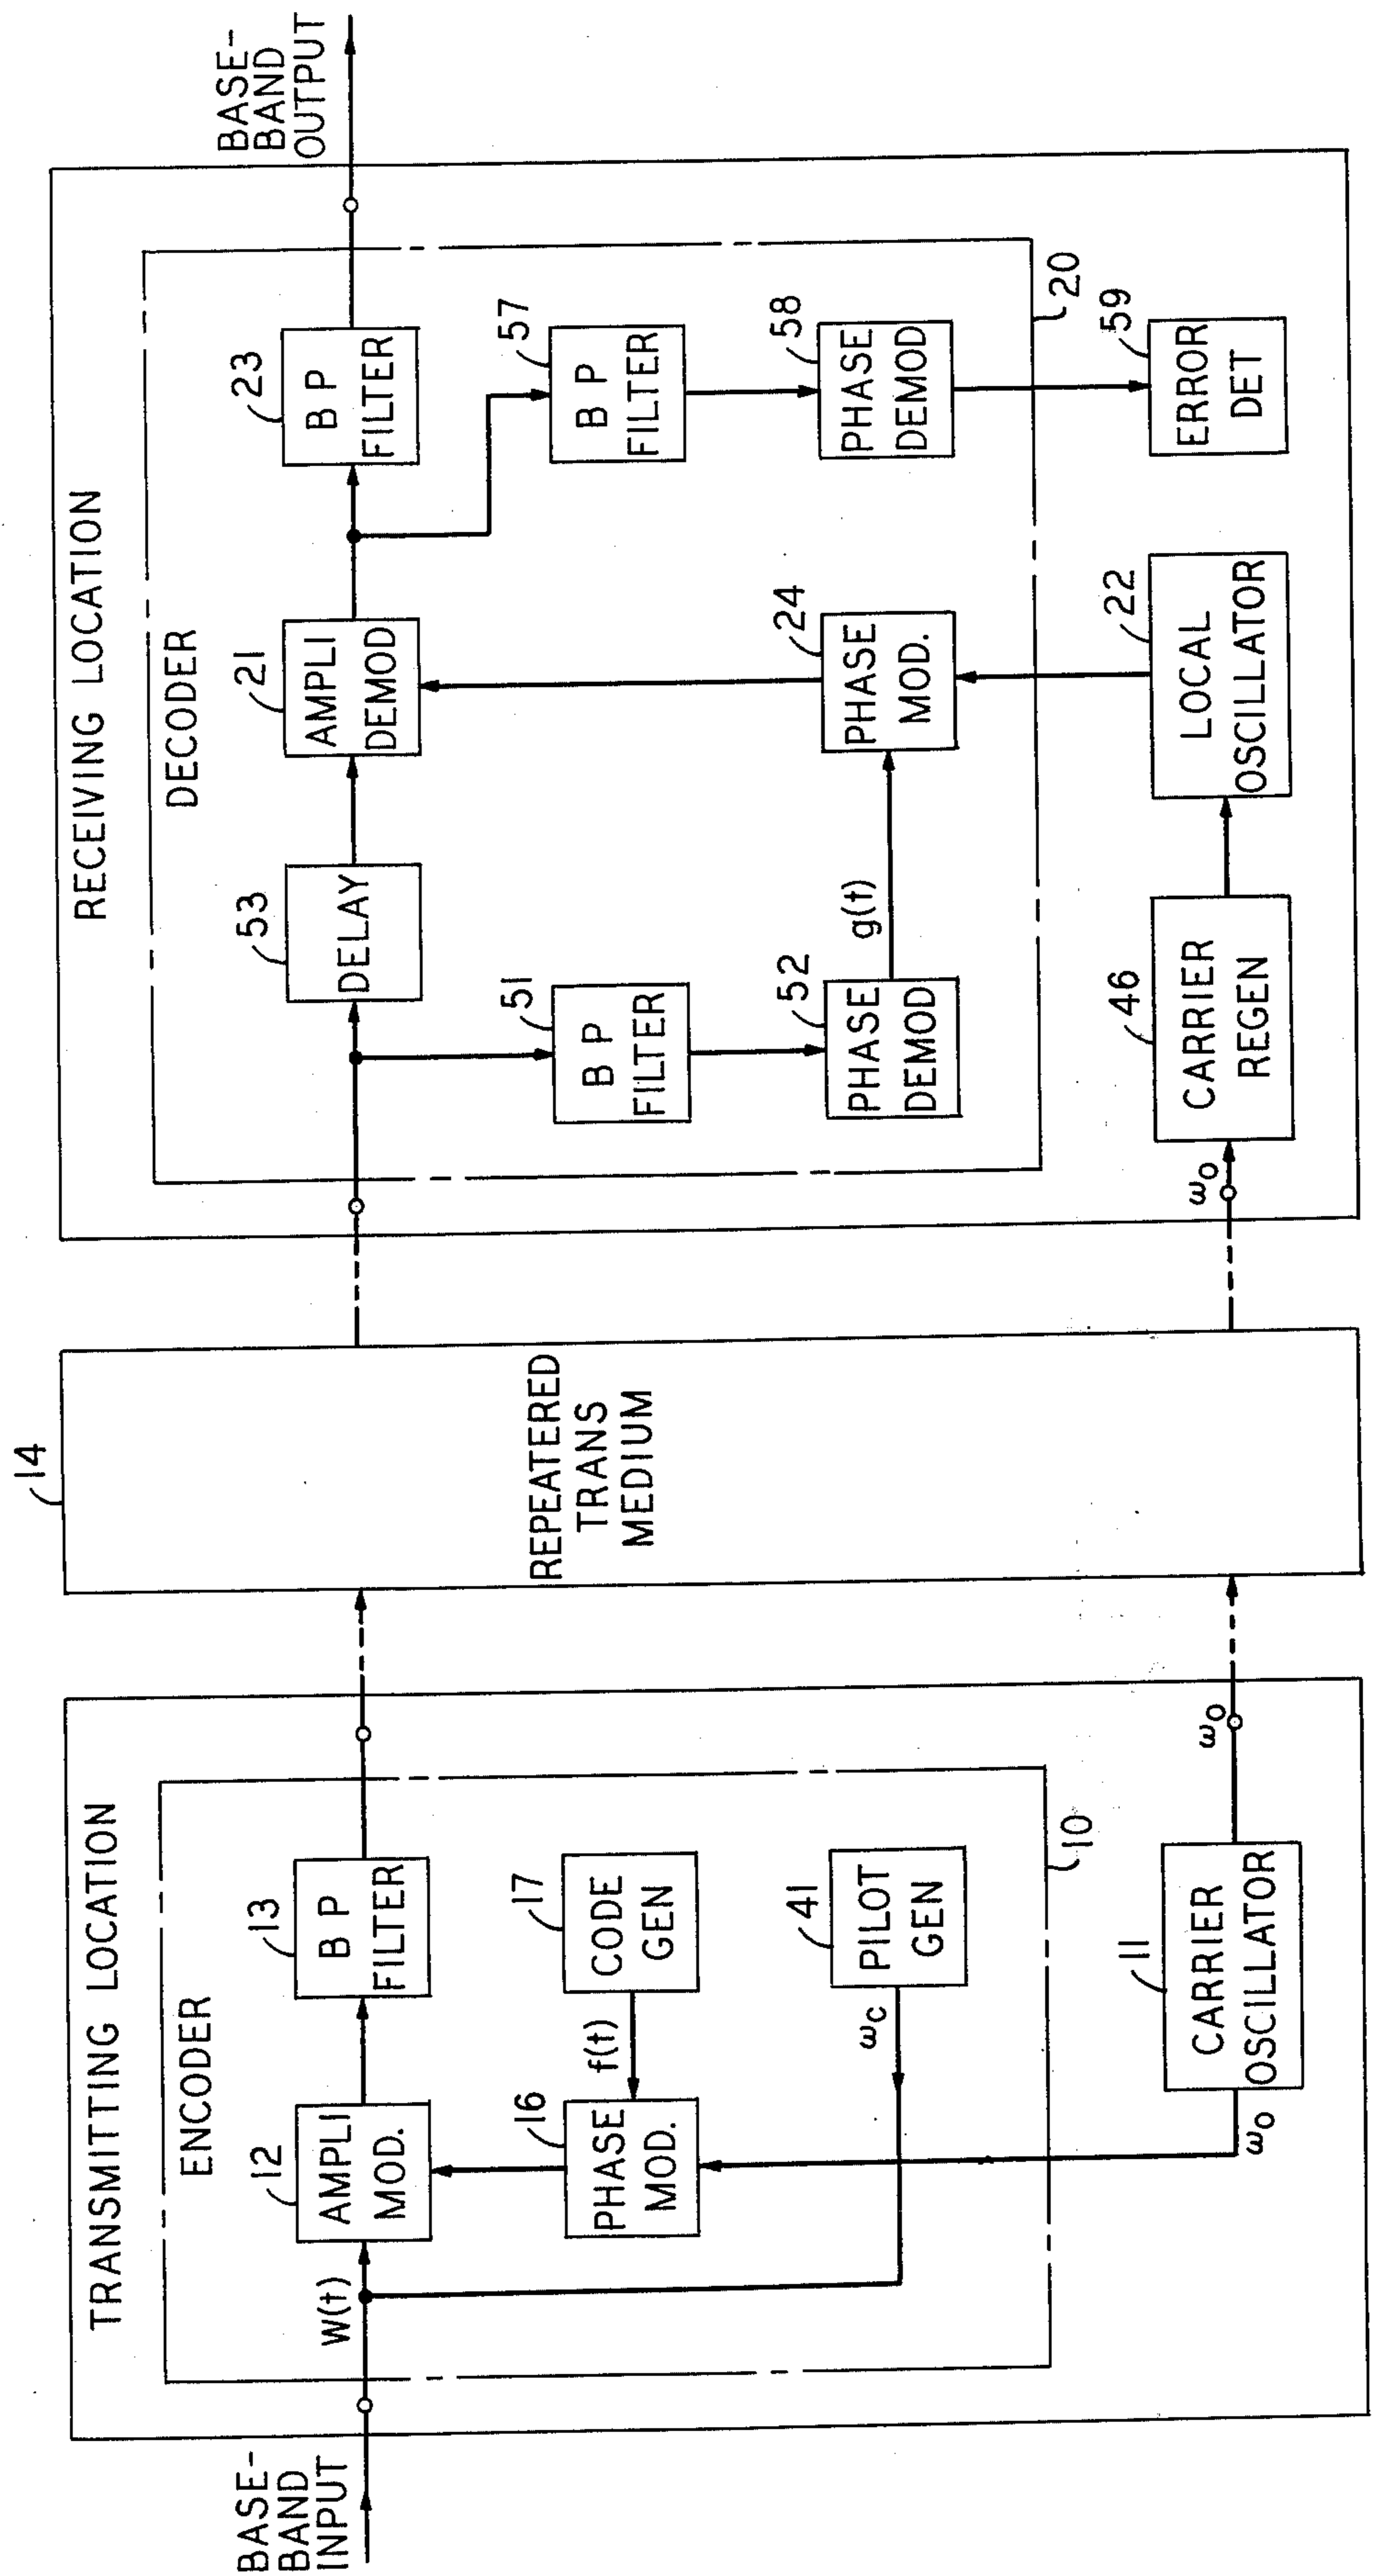 TRANSMITTING LOCATION
ENCODER
BASE-
BAND
INPUT
W(t)
12
AMPLI
MOD.
13
B P
FILTER
16
PHASE
MOD.
f(t)
17
CODE
GEN
ωc
41
PILOT
GEN
10
ωo
11
CARRIER
OSCILLATOR
ωo
14
REPEATERED
TRANS
MEDIUM
RECEIVING LOCATION
DECODER
53
DELAY
21
AMPLI
DEMOD
23
B P
FILTER
BASE-
BAND
OUTPUT
51
B P
FILTER
57
B P
FILTER
52
PHASE
DEMOD
g(t)
24
PHASE
MOD.
58
PHASE
DEMOD
20
ωo
46
CARRIER
REGEN
22
LOCAL
OSCILLATOR
59
ERROR
DET